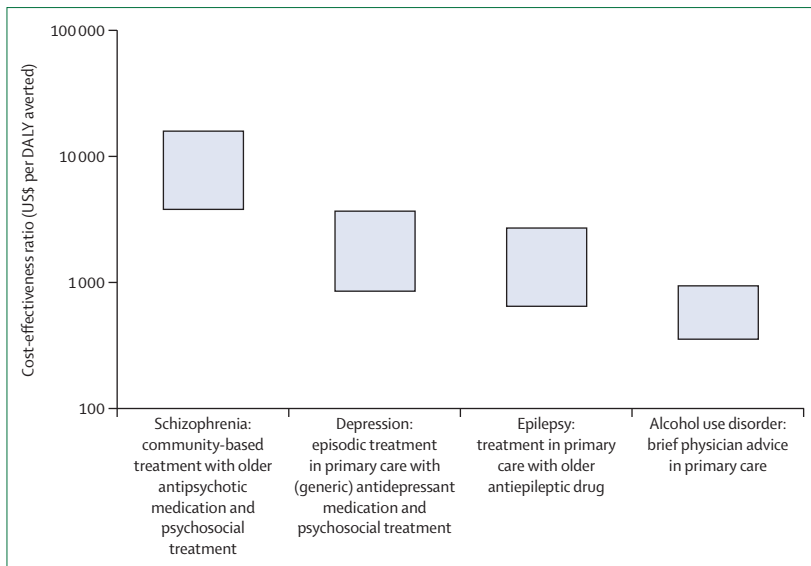 100 000
10 000
1000
100
Cost-effectiveness ratio (US$ per DALY averted)
Schizophrenia:
community-based
treatment with older
antipsychotic
medication and
psychosocial
treatment
Depression:
episodic treatment
in primary care with
(generic) antidepressant
medication and
psychosocial treatment
Epilepsy:
treatment in primary
care with older
antiepileptic drug
Alcohol use disorder:
brief physician advice
in primary care